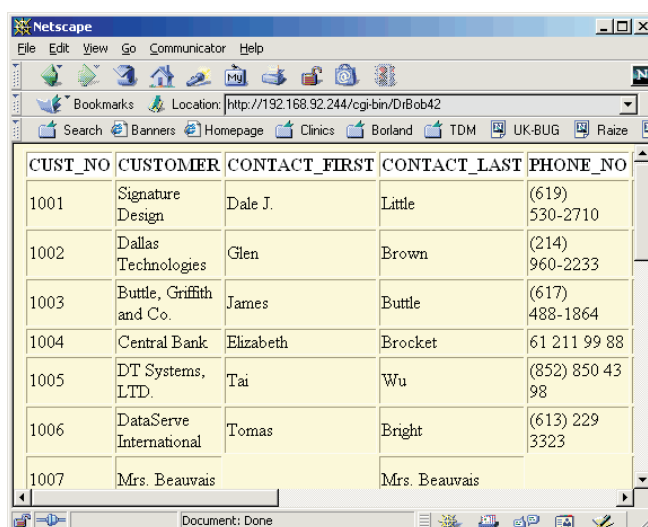 Netscape
File Edit View Go Communicator Help
My
Bookmarks Location: http://192.168.92.244/cgi-bin/DrBob42
Search Banners Homepage Clinics Borland TDM UK-BUG Raize
CUST_NO CUSTOMER CONTACT_FIRST CONTACT_LAST PHONE_NO
1001 Signature Design Dale J. Little (619) 530-2710
1002 Dallas Technologies Glen Brown (214) 960-2233
1003 Buttle, Griffith and Co. James Buttle (617) 488-1864
1004 Central Bank Elizabeth Brocket 61 211 99 88
1005 DT Systems, LTD. Tai Wu (852) 850 43 98
1006 DataServe International Tomas Bright (613) 229 3323
1007 Mrs. Beauvais Mrs. Beauvais
Document: Done